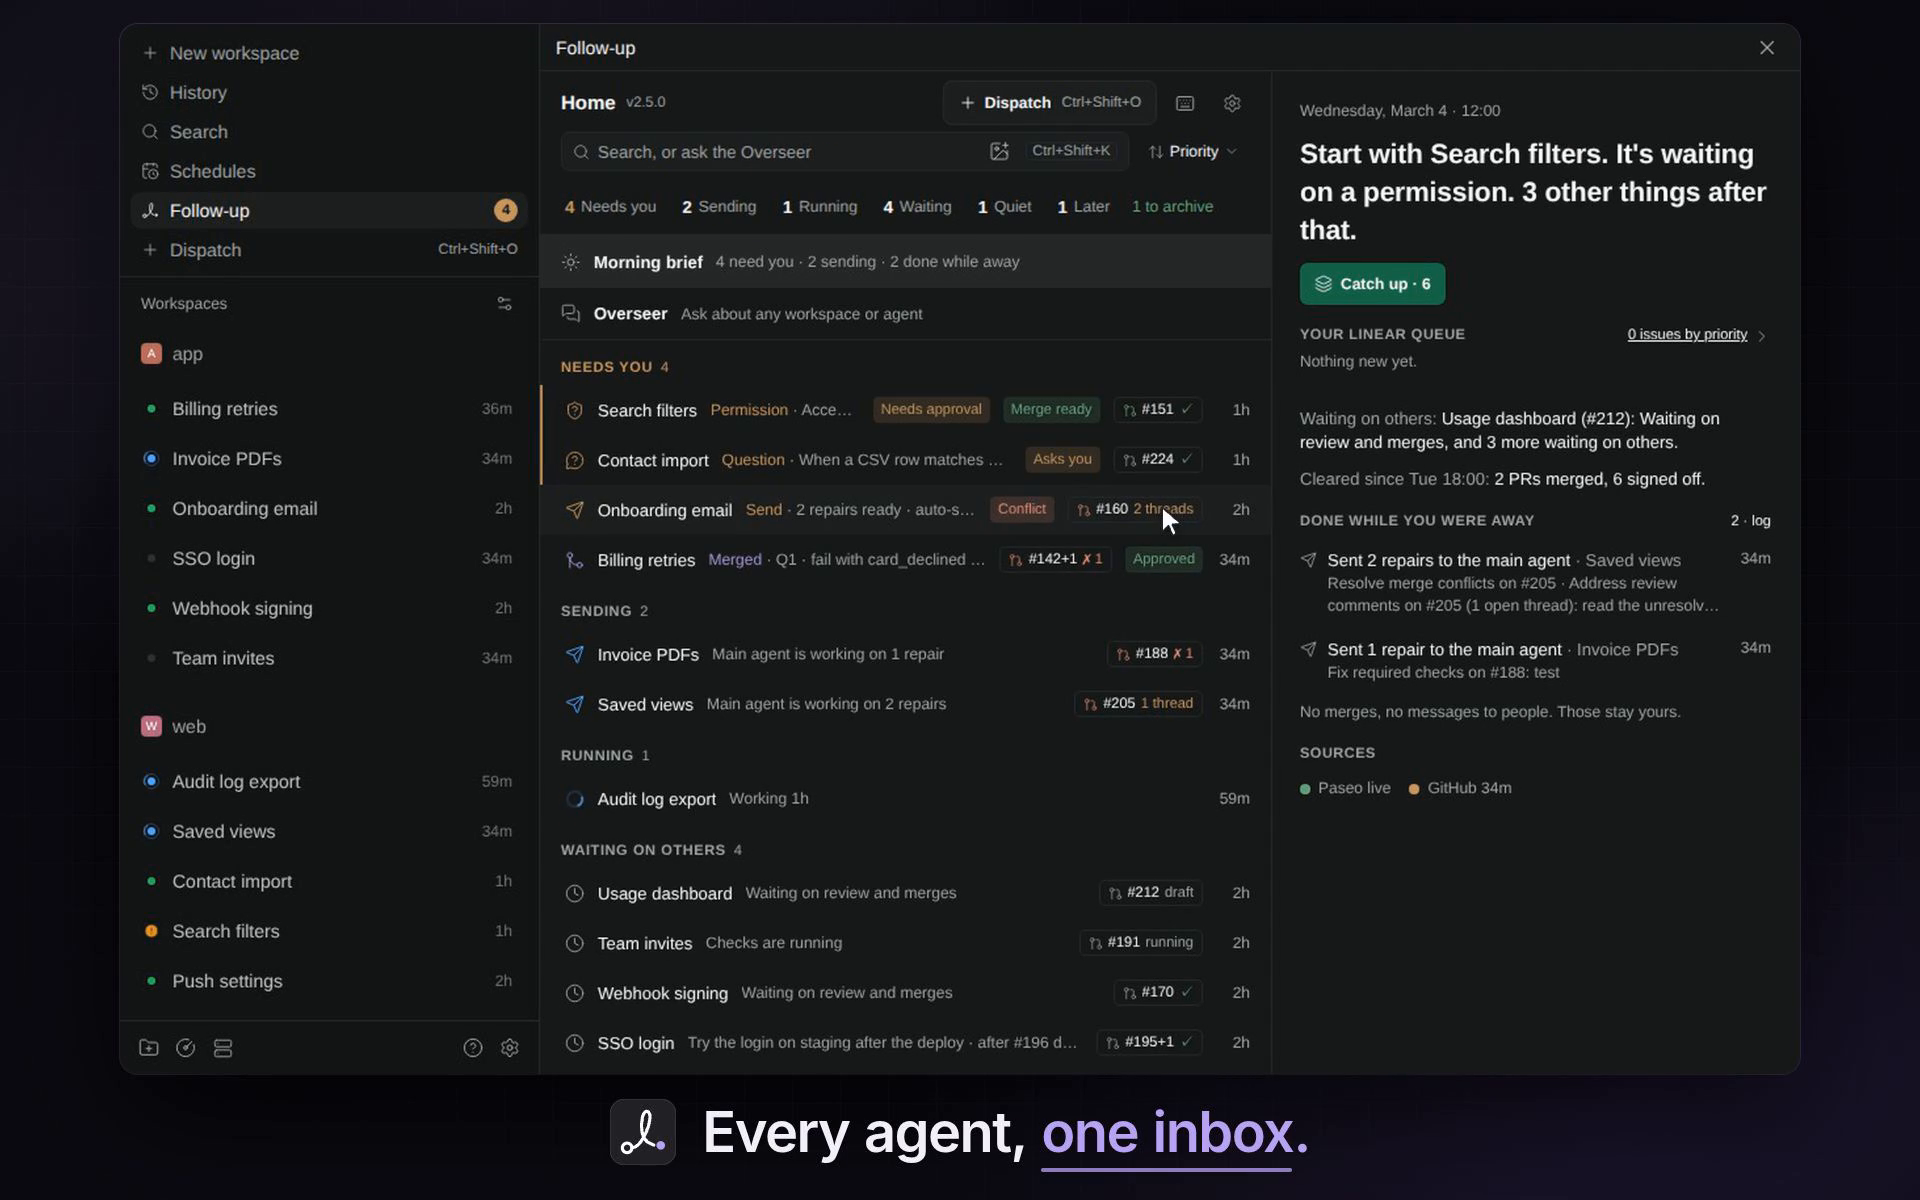 New workspace
History
Search
Schedules
Follow-up 4
Dispatch Ctrl+Shift+O
Workspaces
A app
Billing retries 36m
Invoice PDFs 34m
Onboarding email 2h
SSO login 34m
Webhook signing 2h
Team invites 34m
W web
Audit log export 59m
Saved views 34m
Contact import 1h
Search filters 1h
Push settings 2h
Follow-up
Home v2.5.0 Dispatch Ctrl+Shift+O
Search, or ask the Overseer Ctrl+Shift+K Priority
4 Needs you 2 Sending 1 Running 4 Waiting 1 Quiet 1 Later 1 to archive
Morning brief 4 need you · 2 sending · 2 done while away
Overseer Ask about any workspace or agent
NEEDS YOU 4
Search filters Permission · Acce... Needs approval Merge ready #151 ✓ 1h
Contact import Question · When a CSV row matches ... Asks you #224 ✓ 1h
Onboarding email Send · 2 repairs ready · auto-s... Conflict #160 2 threads 2h
Billing retries Merged · Q1 · fail with card_declined ... #142+1 ✗ 1 Approved 34m
SENDING 2
Invoice PDFs Main agent is working on 1 repair #188 ✗ 1 34m
Saved views Main agent is working on 2 repairs #205 1 thread 34m
RUNNING 1
Audit log export Working 1h 59m
WAITING ON OTHERS 4
Usage dashboard Waiting on review and merges #212 draft 2h
Team invites Checks are running #191 running 2h
Webhook signing Waiting on review and merges #170 ✓ 2h
SSO login Try the login on staging after the deploy · after #196 d... #195+1 ✓ 2h
Wednesday, March 4 · 12:00
Start with Search filters. It's waiting
on a permission. 3 other things after
that.
Catch up · 6
YOUR LINEAR QUEUE 0 issues by priority
Nothing new yet.
Waiting on others: Usage dashboard (#212): Waiting on
review and merges, and 3 more waiting on others.
Cleared since Tue 18:00: 2 PRs merged, 6 signed off.
DONE WHILE YOU WERE AWAY 2 · log
Sent 2 repairs to the main agent · Saved views 34m
Resolve merge conflicts on #205 · Address review
comments on #205 (1 open thread): read the unresolv...
Sent 1 repair to the main agent · Invoice PDFs 34m
Fix required checks on #188: test
No merges, no messages to people. Those stay yours.
SOURCES
Paseo live GitHub 34m
Every agent, one inbox.